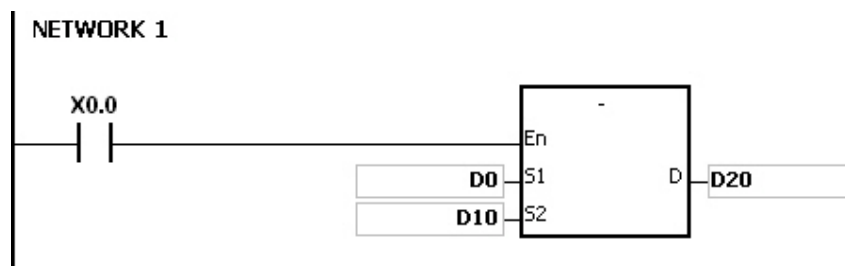 NETWORK 1
X0.0
-
En
D0 S1 D D20
D10 S2